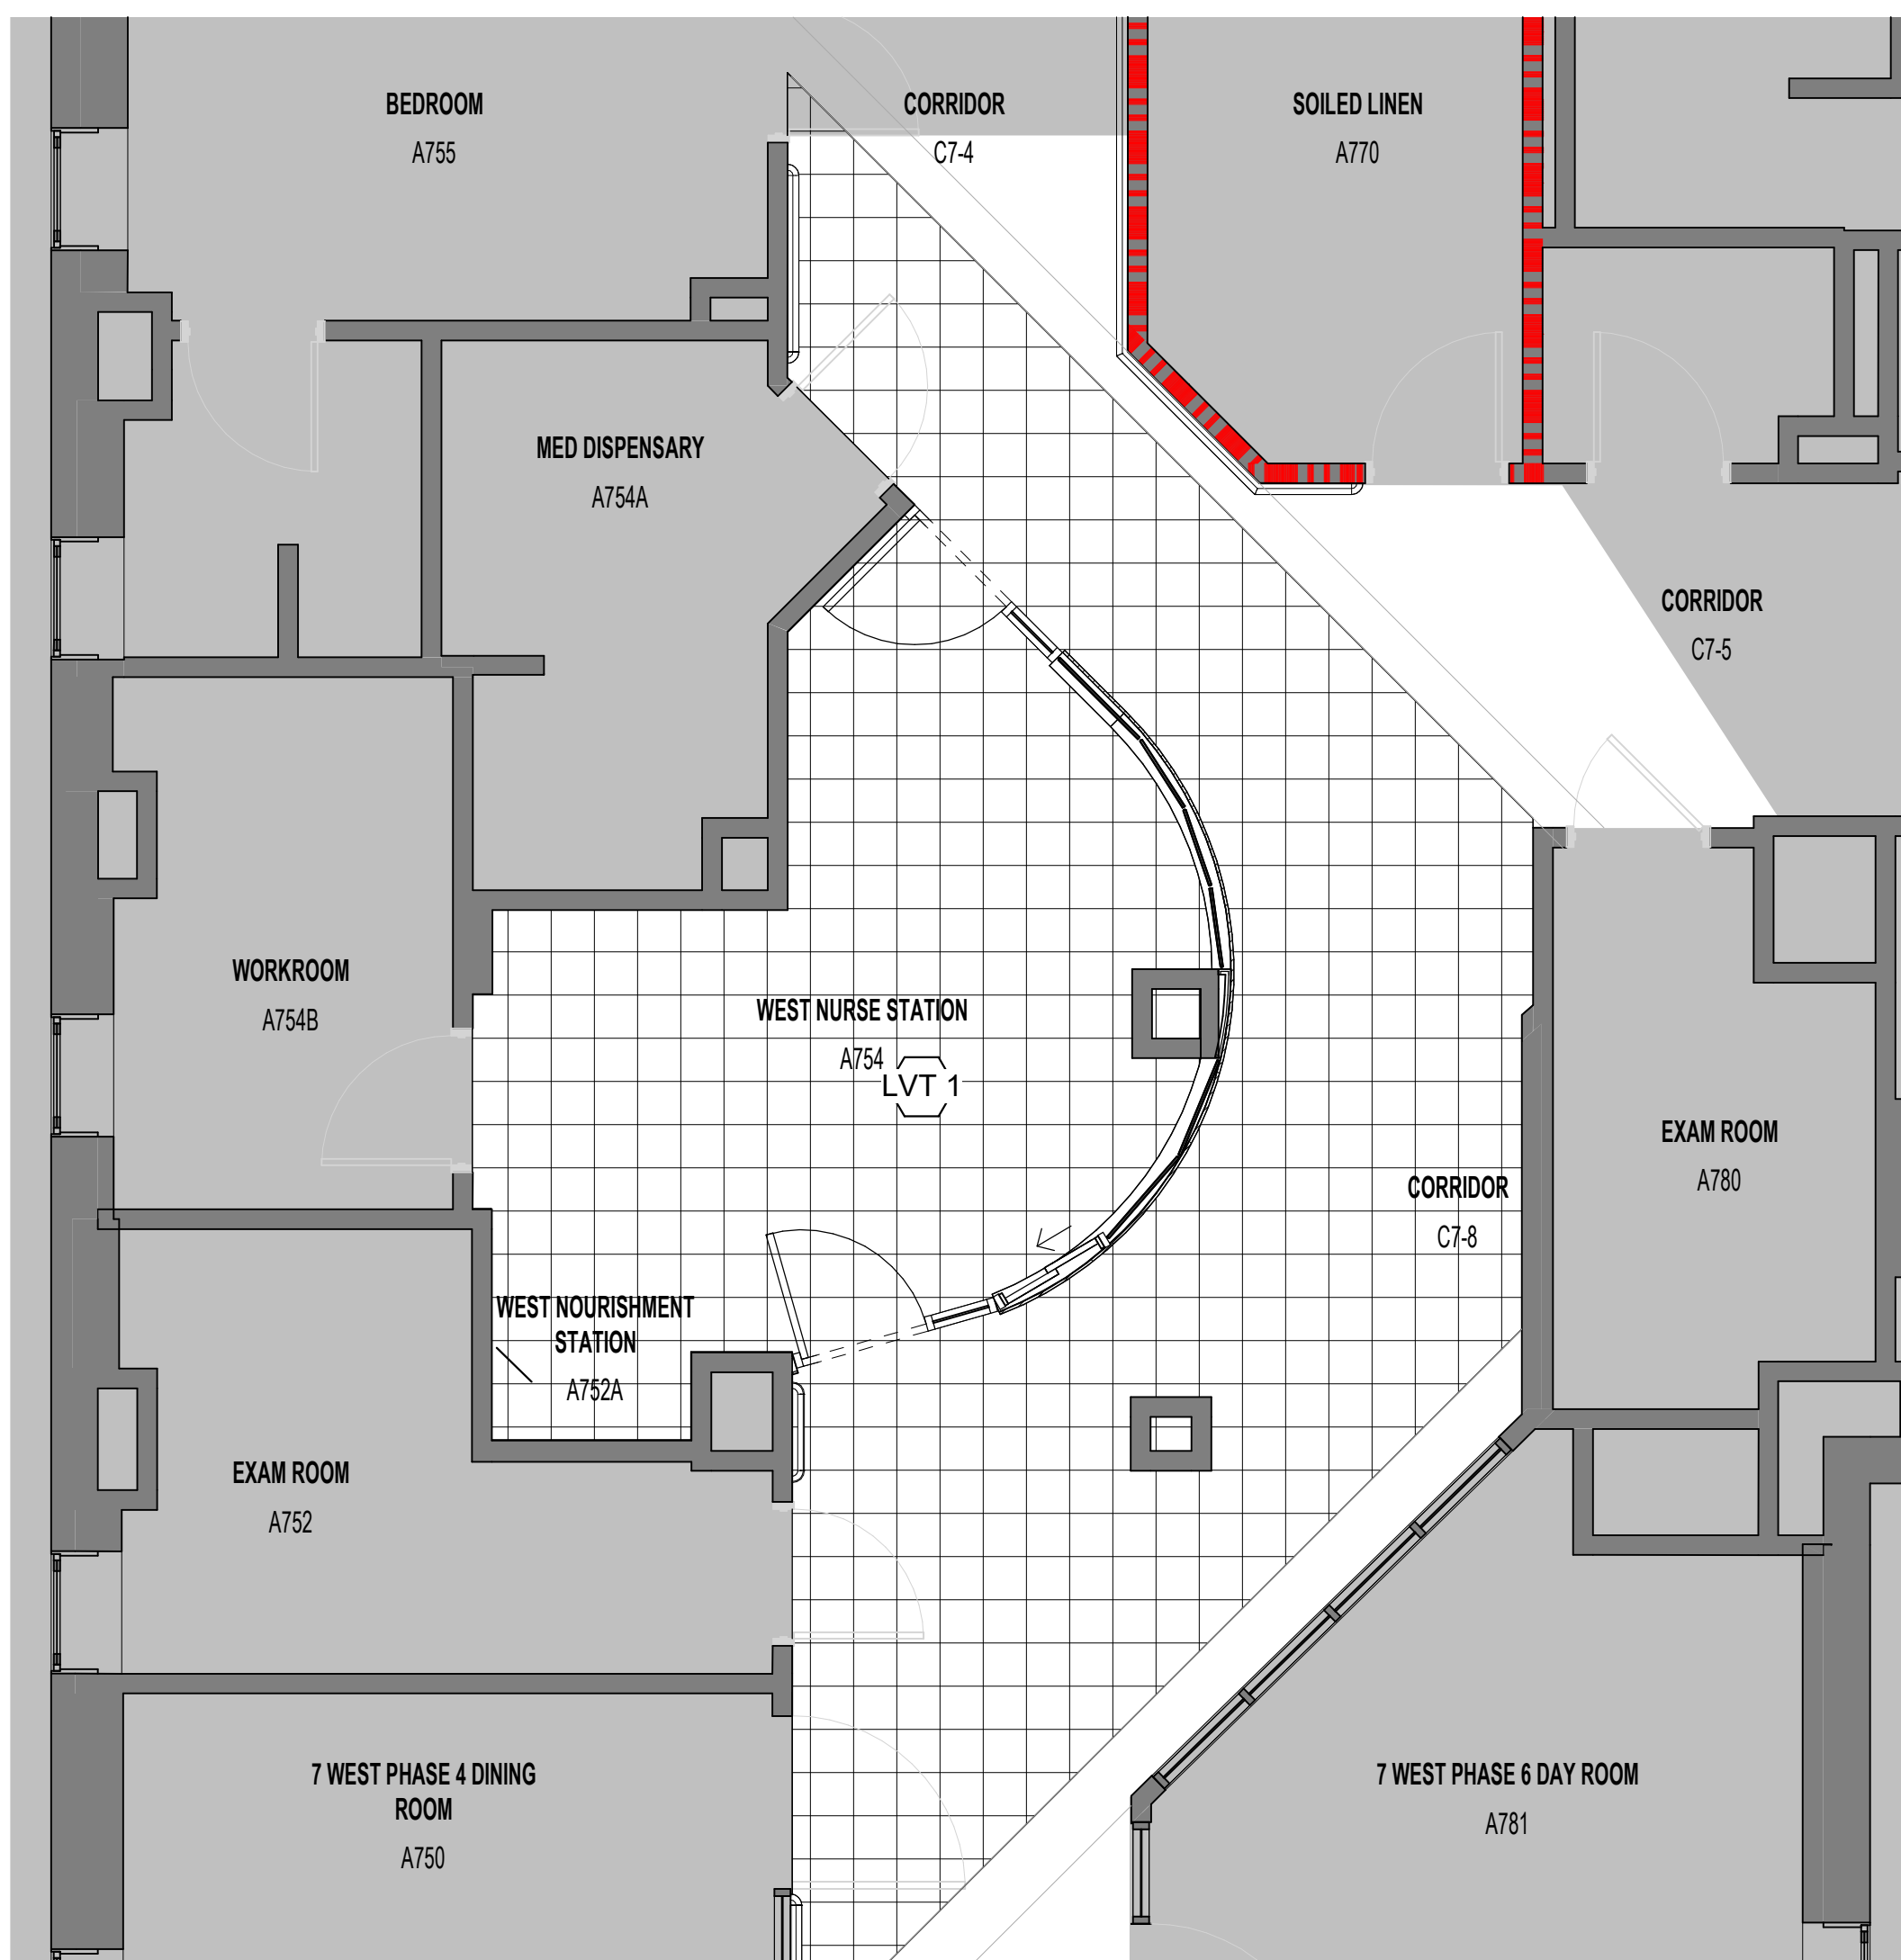 BEDROOM
A755
CORRIDOR
C7-4
SOILED LINEN
A770
MED DISPENSARY
A754A
CORRIDOR
C7-5
WORKROOM
A754B
WEST NURSE STATION
A754
LVT 1
EXAM ROOM
A780
CORRIDOR
C7-8
WEST NOURISHMENT
STATION
A752A
EXAM ROOM
A752
7 WEST PHASE 4 DINING
ROOM
A750
7 WEST PHASE 6 DAY ROOM
A781